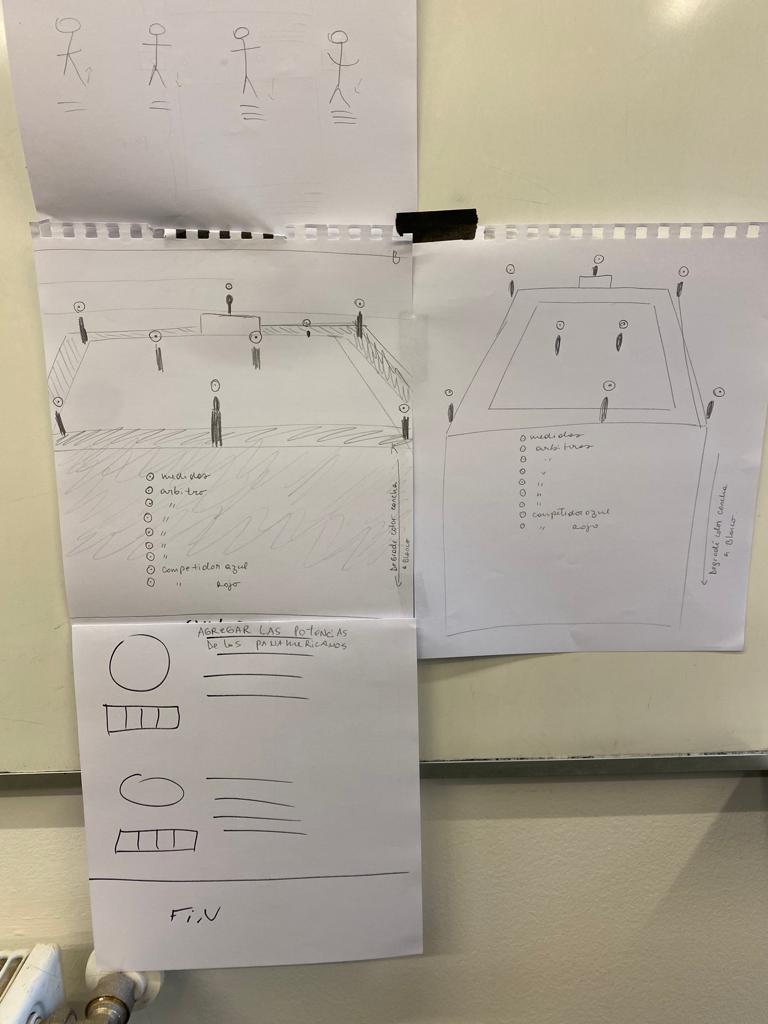 medidos
arbitro
"
"
"
"
"
competidor azul
" rojo
Degradé color cancha
a Blanco
medidos
arbitros
"
"
"
"
"
competidor azul
" rojo
Degradé color cancha
a Blanco
AGREGAR LAS POTENCIAS
De los PANAMERICANOS
FiN